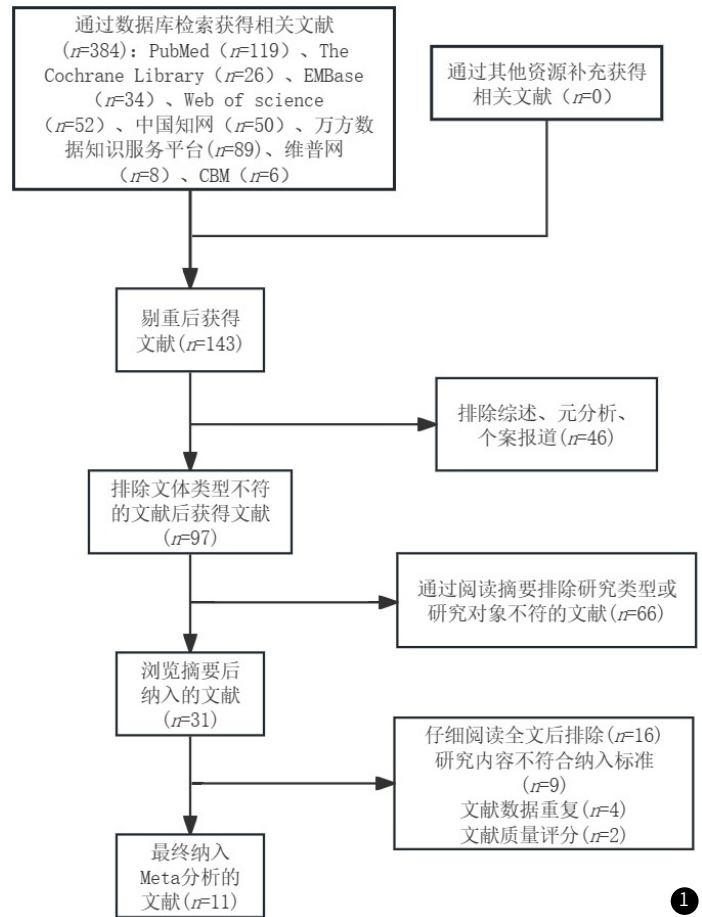 通过数据库检索获得相关文献
(n=384): PubMed（n=119）、The
Cochrane Library（n=26）、EMBase
（n=34）、Web of science
（n=52）、中国知网（n=50）、万方数
据知识服务平台(n=89)、维普网
（n=8）、CBM（n=6）
通过其他资源补充获得
相关文献（n=0）
剔重后获得
文献(n=143)
排除综述、元分析、
个案报道(n=46)
排除文体类型不符
的文献后获得文献
(n=97)
通过阅读摘要排除研究类型或
研究对象不符的文献(n=66)
浏览摘要后
纳入的文献
(n=31)
仔细阅读全文后排除(n=16)
研究内容不符合纳入标准
(n=9)
文献数据重复(n=4)
文献质量评分(n=2)
最终纳入
Meta分析的
文献(n=11)
1